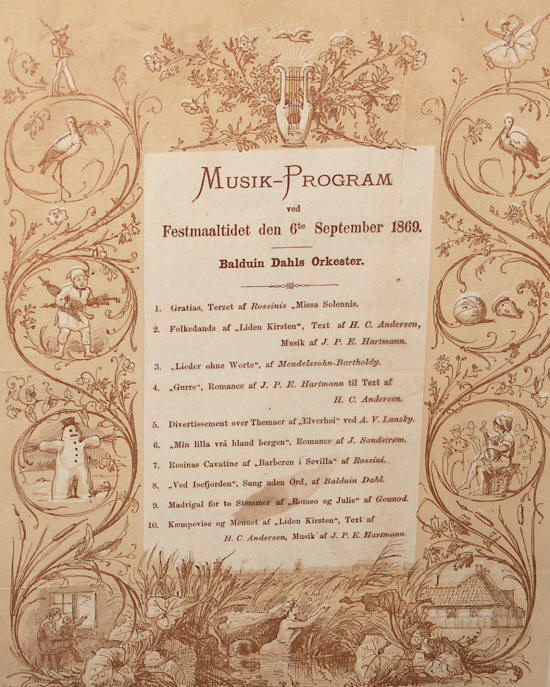 MUSIK-PROGRAM
ved
Festmaaltidet den 6te September 1869.
Balduin Dahls Orkester.
1. Gratias, Terzet af Rossinis „Missa Solennis.
2. Folkedands af „Liden Kirsten“, Text af H. C. Andersen,
Musik af J. P. E. Hartmann.
3. „Lieder ohne Worte“, af Mendelssohn-Bartholdy.
4. „Gurre“, Romance af J. P. E. Hartmann til Text af
H. C. Andersen.
5. Divertissement over Themaer af „Elverhøi“ ved A. V. Lanzky.
6. „Min lilla vrå bland bergen“, Romance af J. Sandstrøm.
7. Rosinas Cavatine af „Barberen i Sevilla“ af Rossini.
8. „Ved Isefjorden“, Sang uden Ord, af Balduin Dahl.
9. Madrigal for to Stemmer af „Romeo og Julie“ af Gounod.
10. Kæmpevise og Menuet af „Liden Kirsten“, Text af
H. C. Andersen, Musik af J. P. E. Hartmann.